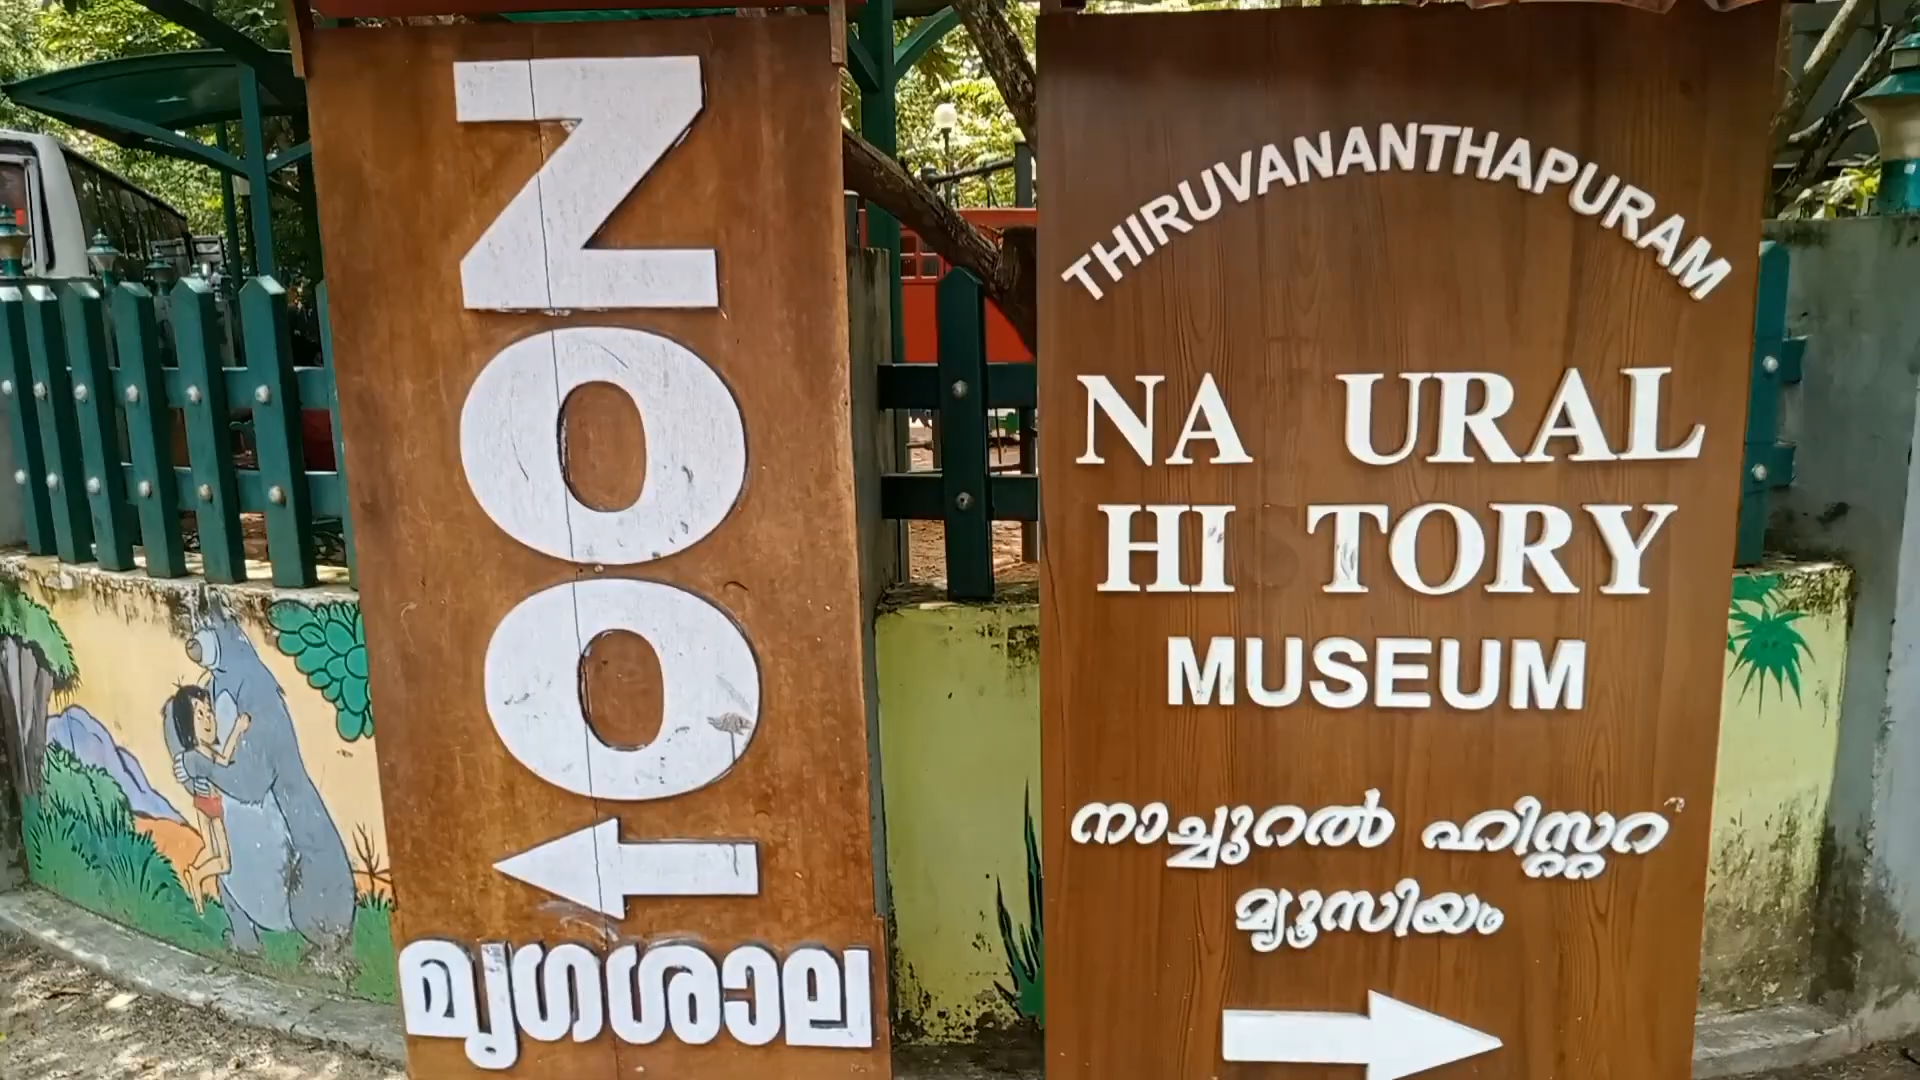 ZOO
മൃഗശാല
THIRUVANANTHAPURAM
NA URAL
HI TORY
MUSEUM
നാച്ചുറൽ ഹിസ്റ്ററ
മ്യൂസിയം